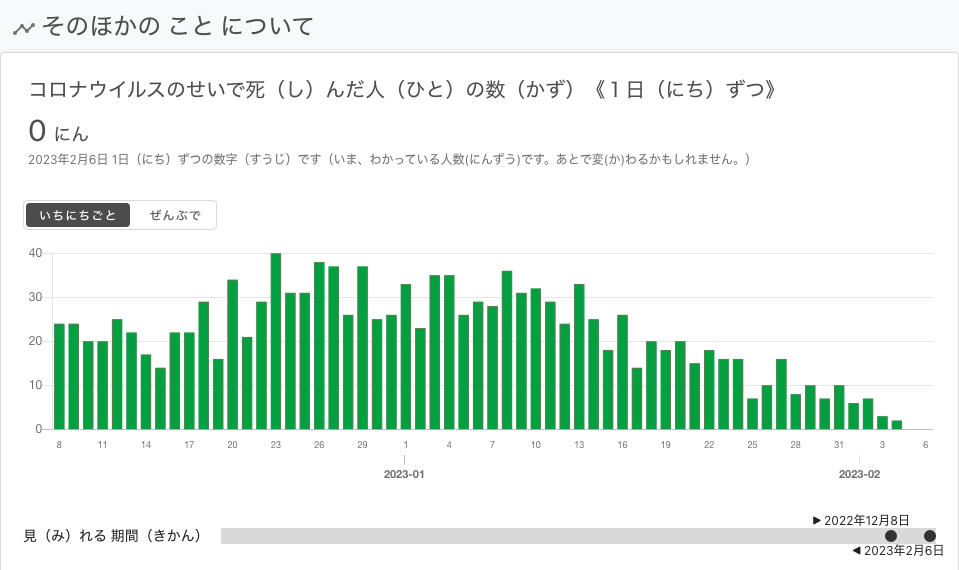 そのほかの こと について
コロナウイルスのせいで死（し）んだ人（ひと）の数（かず）《１日（にち）ずつ》
0 にん
2023年2月6日 1日（にち）ずつの数字（すうじ）です（いま、わかっている人数(にんずう)です。あとで変(か)わるかもしれません。）
いちにちごと ぜんぶで
40
30
20
10
0
8 11 14 17 20 23 26 29 1 4 7 10 13 16 19 22 25 28 31 3 6
2023-01 2023-02
▶ 2022年12月8日
見（み）れる 期間（きかん）
◀ 2023年2月6日